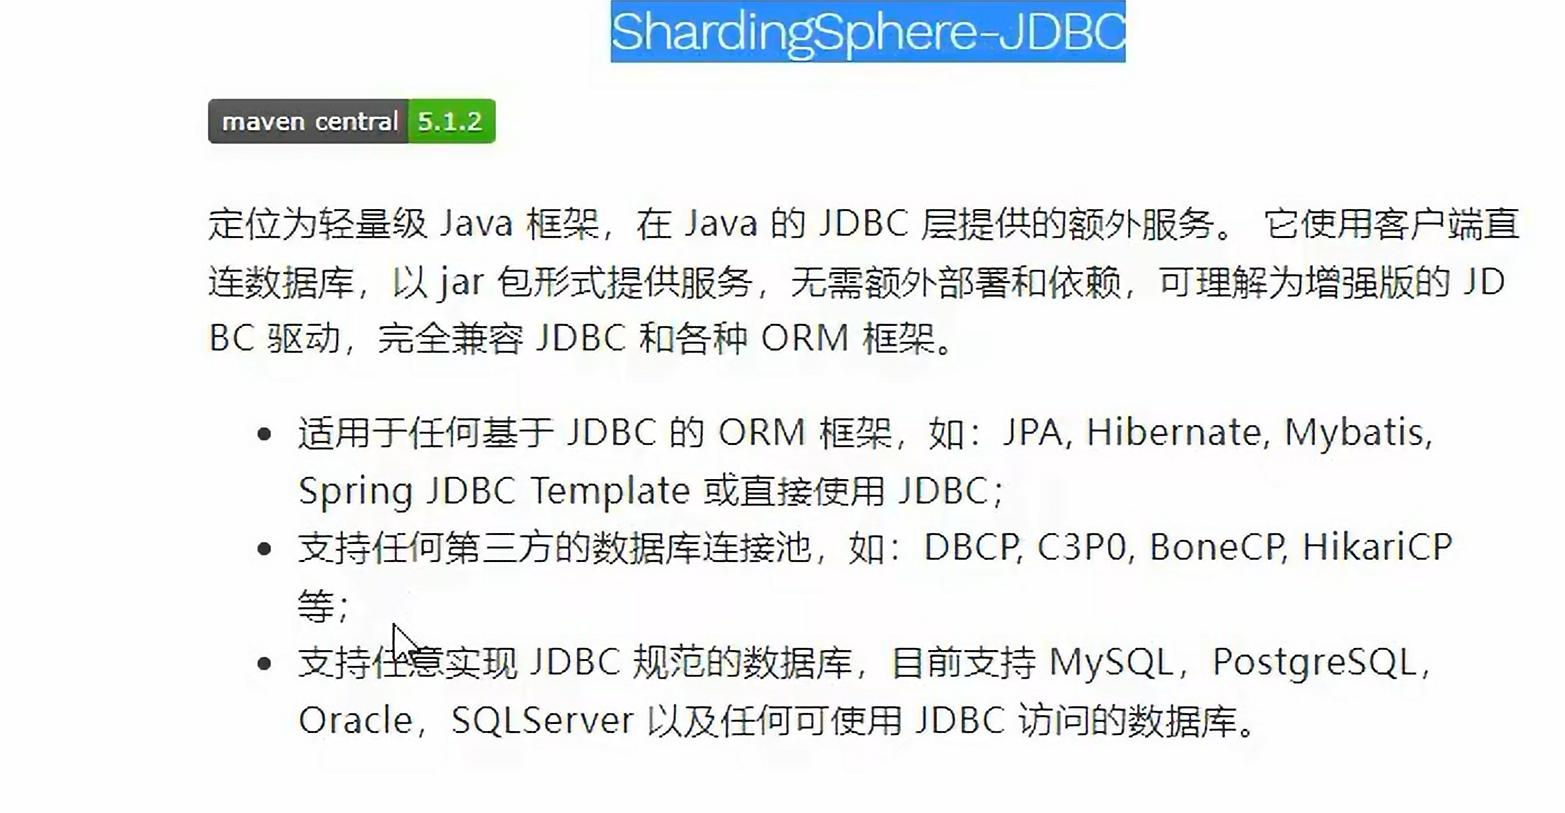 ShardingSphere-JDBC
maven central 5.1.2
定位为轻量级 Java 框架，在 Java 的 JDBC 层提供的额外服务。 它使用客户端直
连数据库，以 jar 包形式提供服务，无需额外部署和依赖，可理解为增强版的 JD
BC 驱动，完全兼容 JDBC 和各种 ORM 框架。
• 适用于任何基于 JDBC 的 ORM 框架，如：JPA, Hibernate, Mybatis,
Spring JDBC Template 或直接使用 JDBC；
• 支持任何第三方的数据库连接池，如：DBCP, C3P0, BoneCP, HikariCP
等；
• 支持任意实现 JDBC 规范的数据库，目前支持 MySQL，PostgreSQL，
Oracle，SQLServer 以及任何可使用 JDBC 访问的数据库。